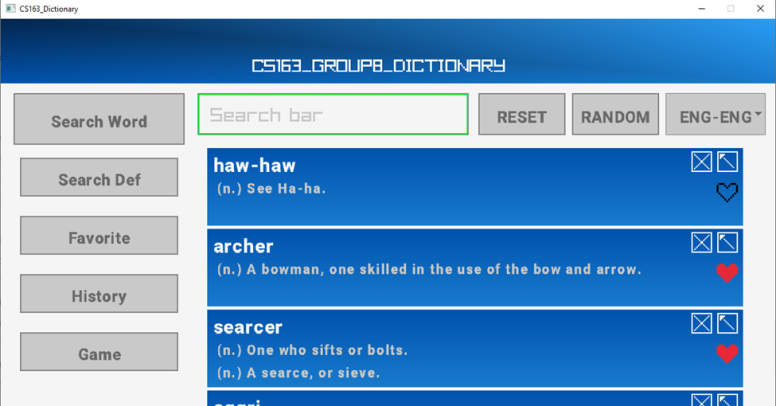 CS163_Dictionary
CS163_GROUP8_DICTIONARY
Search Word
Search bar
RESET
RANDOM
ENG-ENG
Search Def
Favorite
History
Game
haw-haw
(n.) See Ha-ha.
archer
(n.) A bowman, one skilled in the use of the bow and arrow.
searcer
(n.) One who sifts or bolts.
(n.) A searce, or sieve.